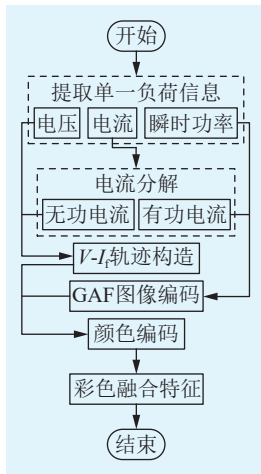 开始
提取单一负荷信息
电压 电流 瞬时功率
电流分解
无功电流 有功电流
V-If轨迹构造
GAF图像编码
颜色编码
彩色融合特征
结束